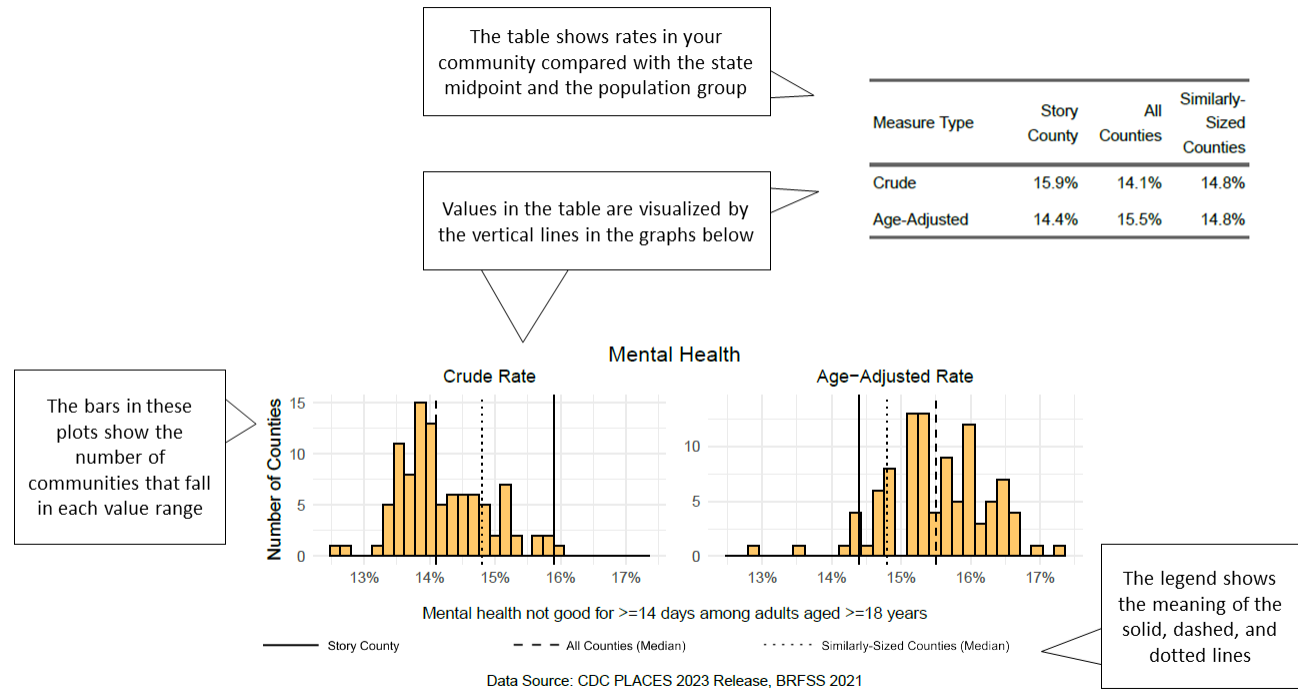 The table shows rates in your
community compared with the state
midpoint and the population group
Measure Type
Story
County
All
Counties
Similarly-
Sized
Counties
Crude 15.9% 14.1% 14.8%
Age-Adjusted 14.4% 15.5% 14.8%
Values in the table are visualized by
the vertical lines in the graphs below
Mental Health
Crude Rate
Age−Adjusted Rate
The bars in these
plots show the
number of
communities that fall
in each value range
Number of Counties
15
10
5
0
13% 14% 15% 16% 17%
10
5
0
13% 14% 15% 16% 17%
Mental health not good for >=14 days among adults aged >=18 years
Story County
All Counties (Median)
Similarly-Sized Counties (Median)
The legend shows
the meaning of the
solid, dashed, and
dotted lines
Data Source: CDC PLACES 2023 Release, BRFSS 2021